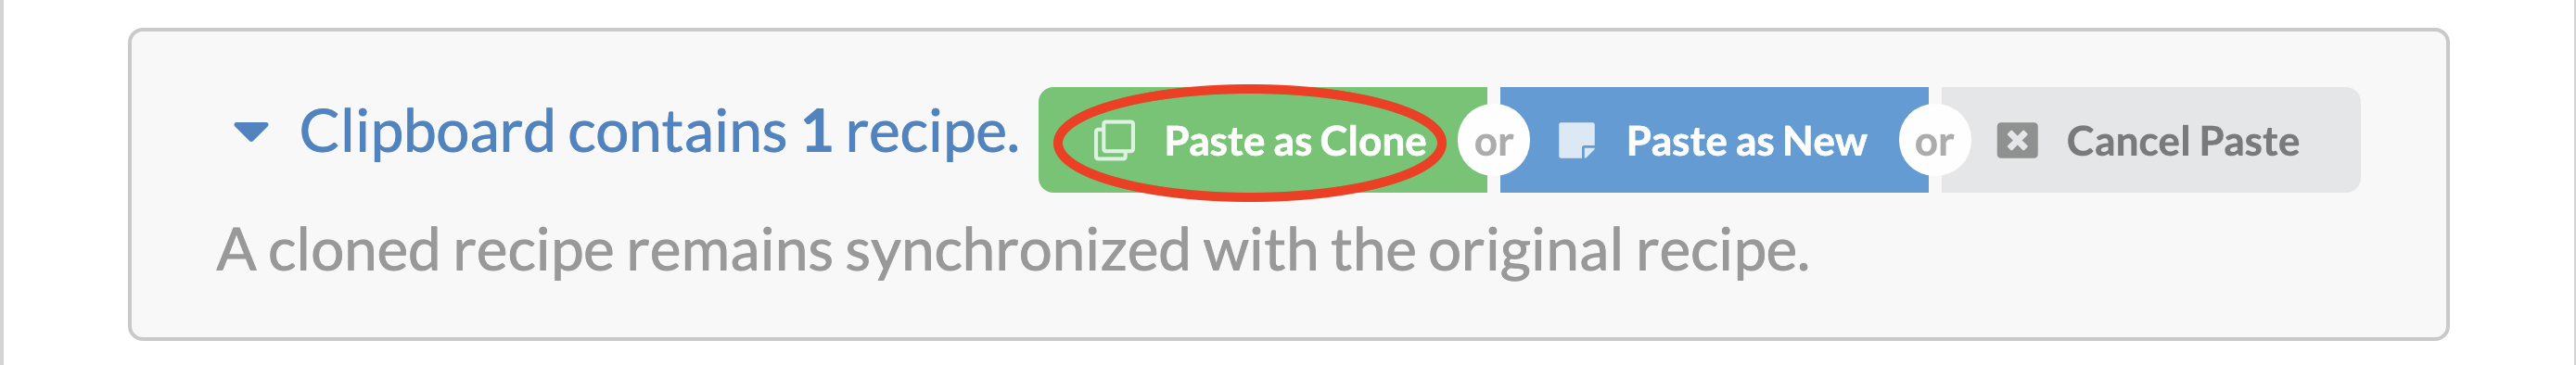 Clipboard contains 1 recipe. Paste as Clone or Paste as New or Cancel Paste
A cloned recipe remains synchronized with the original recipe.